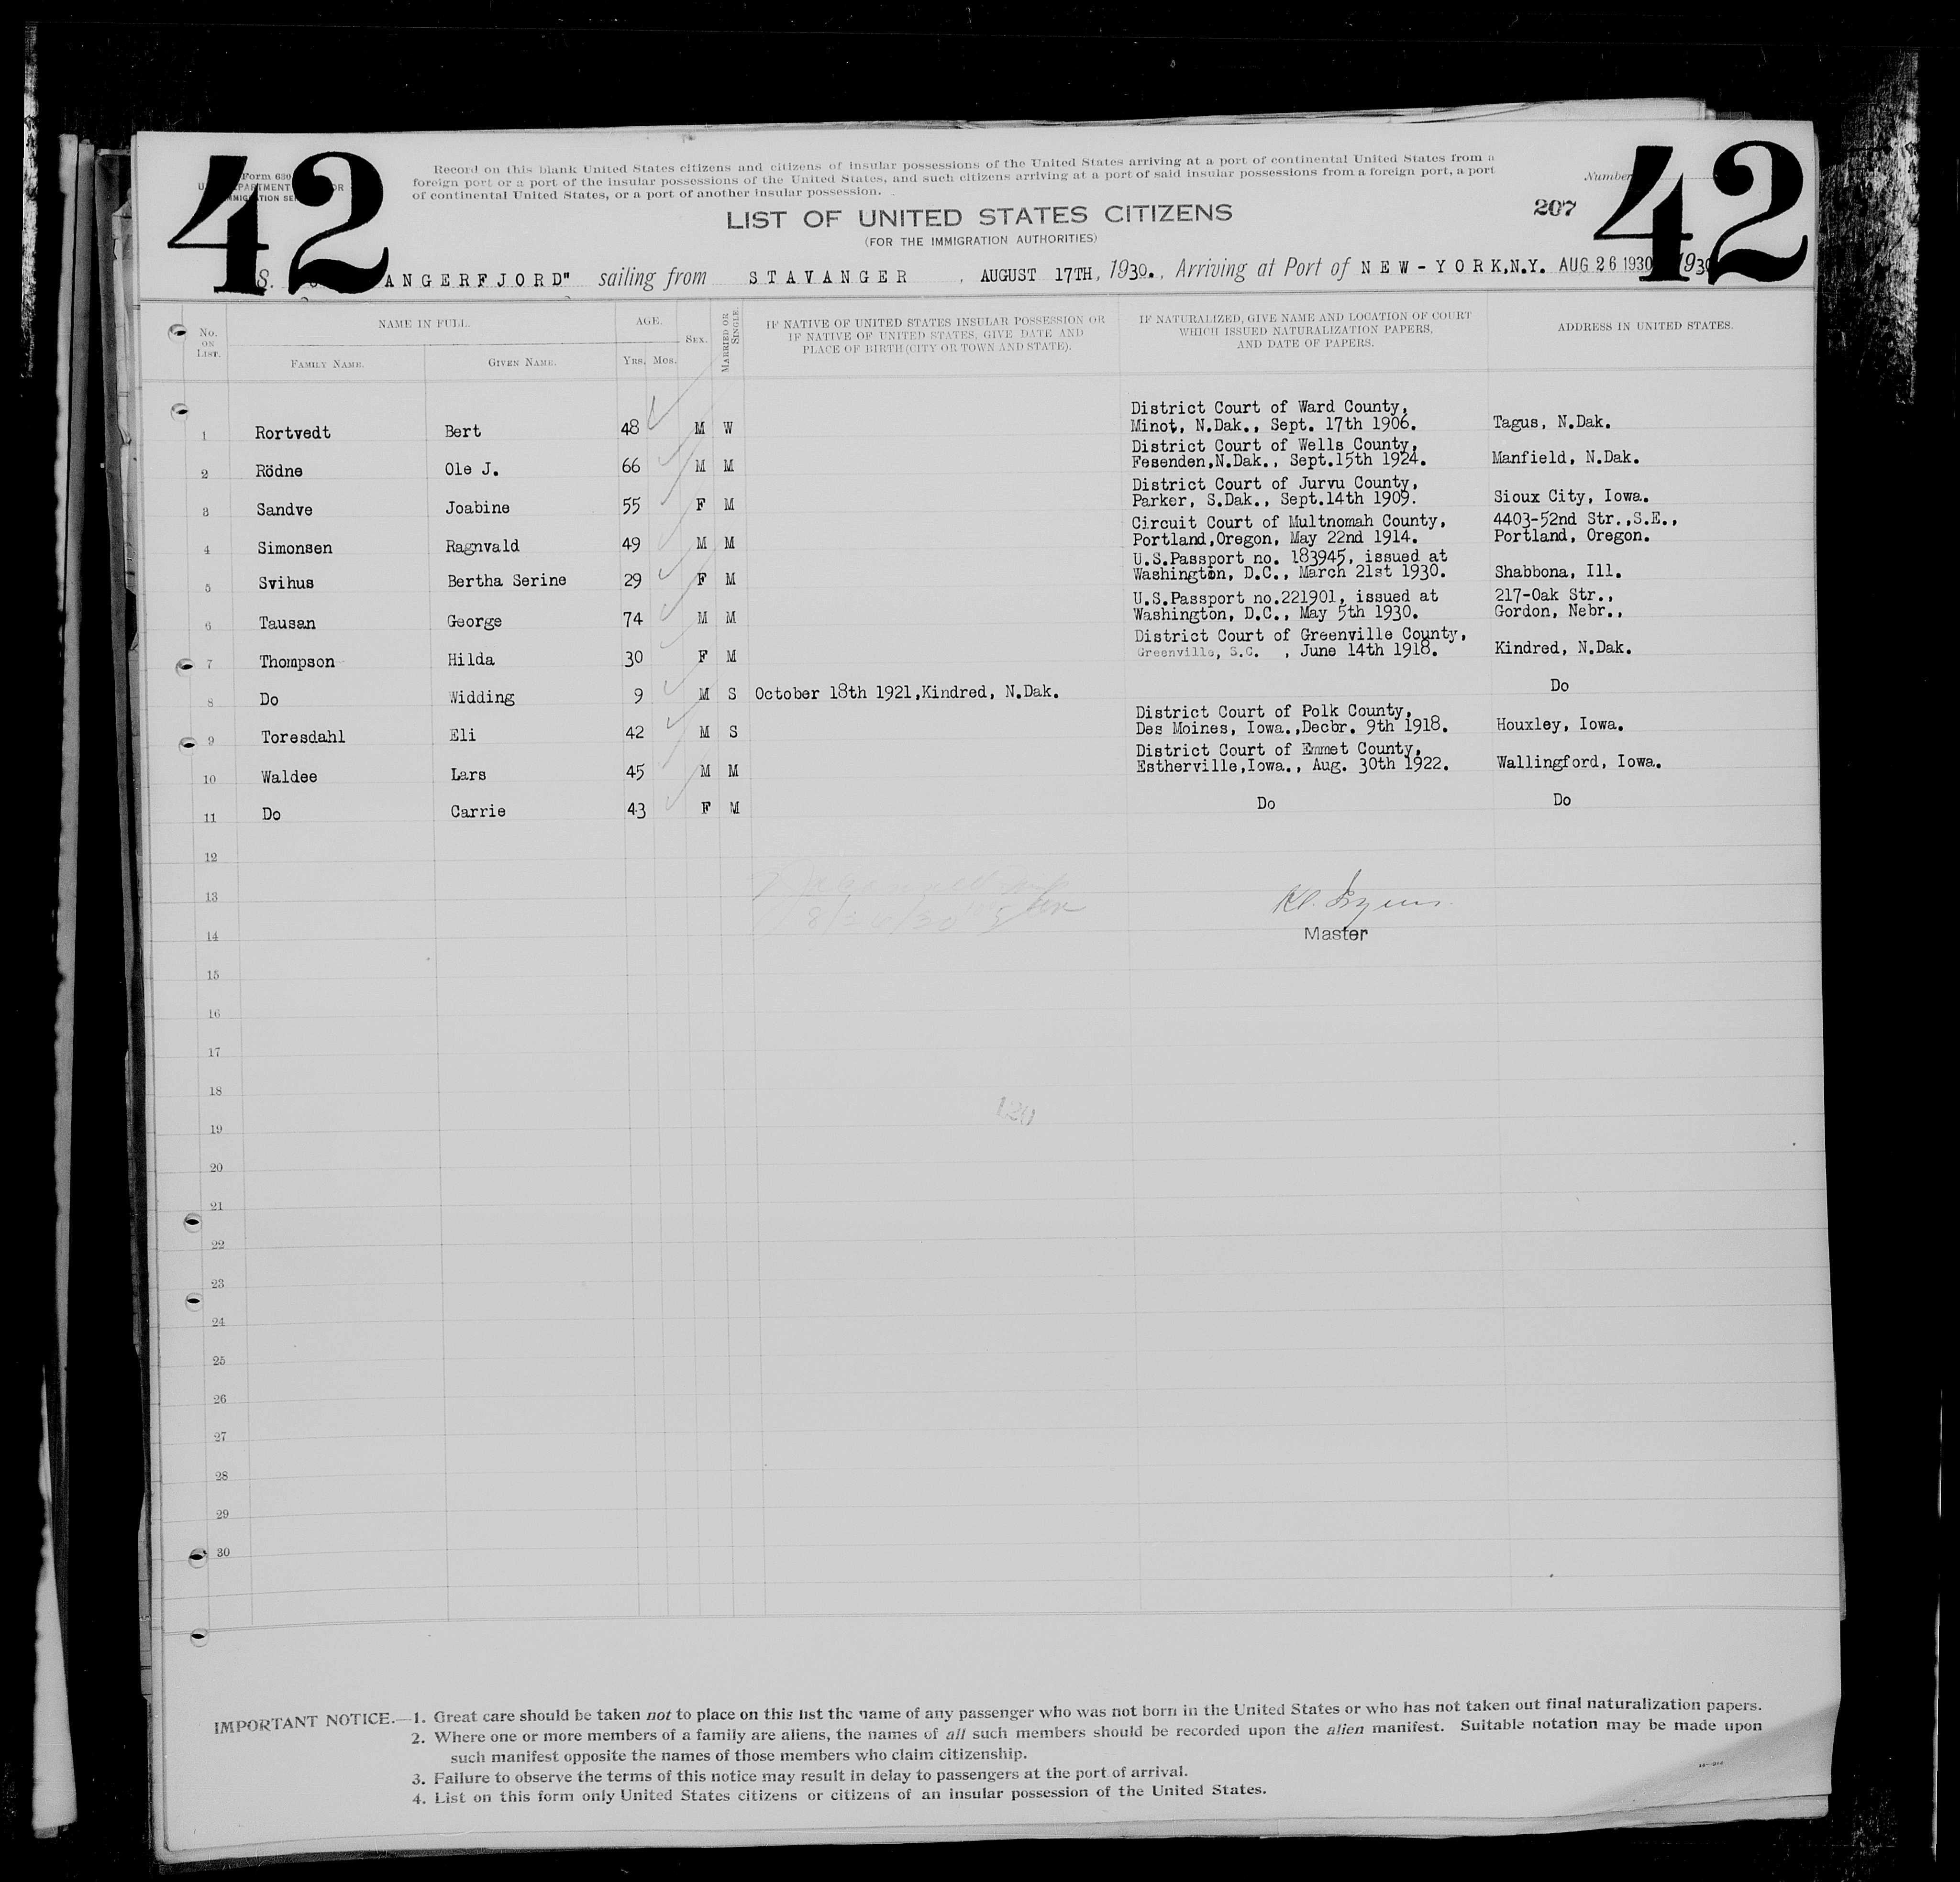 42
42
Form 630
Record on this blank United States citizens and citizens of insular possessions of the United States arriving at a port of continental United States from a
foreign port or a port of the insular possessions of the United States, and such citizens arriving at a port of said insular possessions from a foreign port, a port
of continental United States, or a port of another insular possession.
Number
207
LIST OF UNITED STATES CITIZENS
(FOR THE IMMIGRATION AUTHORITIES)
S. ANGERFJORD" sailing from STAVANGER, AUGUST 17TH, 1930., Arriving at Port of NEW-YORK,N.Y. AUG 26 1930 1930
No. ON LIST. NAME IN FULL. FAMILY NAME. GIVEN NAME. AGE. YRS. MOS. SEX. MARRIED OR SINGLE. IF NATIVE OF UNITED STATES INSULAR POSSESSION OR IF NATIVE OF UNITED STATES, GIVE DATE AND PLACE OF BIRTH (CITY OR TOWN AND STATE). IF NATURALIZED, GIVE NAME AND LOCATION OF COURT WHICH ISSUED NATURALIZATION PAPERS, AND DATE OF PAPERS. ADDRESS IN UNITED STATES.
District Court of Ward County,
1 Rortvedt Bert 48 M W Minot, N.Dak., Sept. 17th 1906. Tagus, N.Dak.
District Court of Wells County,
2 Rödne Ole J. 66 M M Fesenden,N.Dak., Sept.15th 1924. Manfield, N.Dak.
District Court of Jurvu County,
3 Sandve Joabine 55 F M Parker, S.Dak., Sept.14th 1909. Sioux City, Iowa.
Circuit Court of Multnomah County, 4403-52nd Str.,S.E.,
4 Simonsen Ragnvald 49 M M Portland,Oregon, May 22nd 1914. Portland, Oregon.
U.S.Passport no. 183945, issued at
5 Svihus Bertha Serine 29 F M Washington, D.C., March 21st 1930. Shabbona, Ill.
U.S.Passport no.221901, issued at 217-Oak Str.,
6 Tausan George 74 M M Washington, D.C., May 5th 1930. Gordon, Nebr.,
District Court of Greenville County,
7 Thompson Hilda 30 F M Greenville, S.C. , June 14th 1918. Kindred, N.Dak.
8 Do Widding 9 M S October 18th 1921,Kindred, N.Dak. Do
District Court of Polk County,
9 Toresdahl Eli 42 M S Des Moines, Iowa.,Decbr. 9th 1918. Houxley, Iowa.
District Court of Emmet County,
10 Waldee Lars 45 M M Estherville,Iowa., Aug. 30th 1922. Wallingford, Iowa.
11 Do Carrie 43 F M Do Do
12
13
8/26/30
14
Master
15
16
17
18
120
19
20
21
22
23
24
25
26
27
28
29
30
IMPORTANT NOTICE.—1. Great care should be taken not to place on this list the name of any passenger who was not born in the United States or who has not taken out final naturalization papers.
2. Where one or more members of a family are aliens, the names of all such members should be recorded upon the alien manifest. Suitable notation may be made upon
such manifest opposite the names of those members who claim citizenship.
3. Failure to observe the terms of this notice may result in delay to passengers at the port of arrival.
4. List on this form only United States citizens or citizens of an insular possession of the United States.